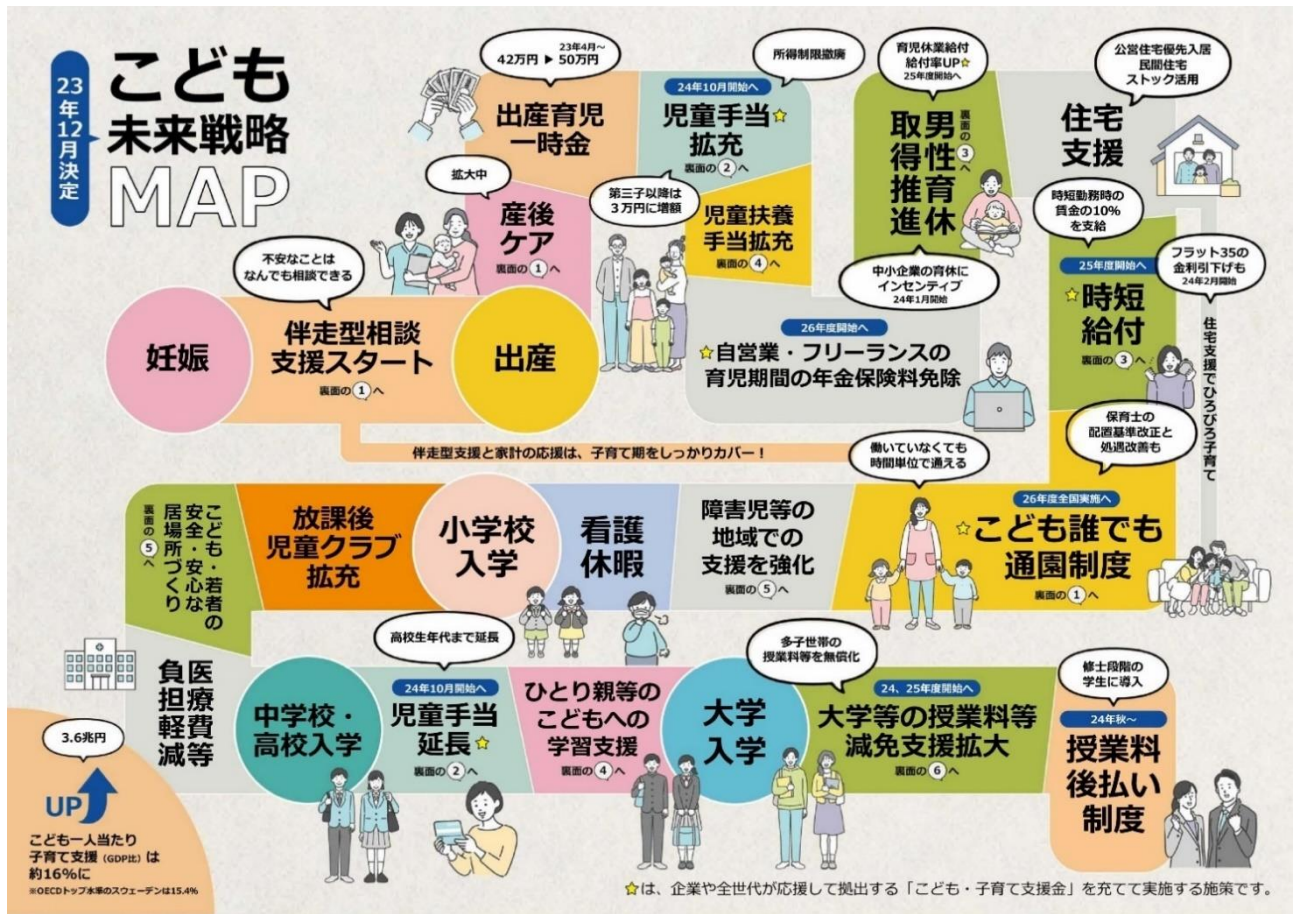 23年12月決定
こども
未来戦略
MAP
23年4月～
42万円 ▶ 50万円
出産育児
一時金
所得制限撤廃
24年10月開始へ
児童手当☆
拡充
裏面の②へ
育児休業給付
給付率UP☆
25年度開始へ
男性育休
取得推進
裏面の③へ
中小企業の育休に
インセンティブ
24年1月開始
公営住宅優先入居
民間住宅
ストック活用
住宅
支援
拡大中
産後
ケア
裏面の①へ
第三子以降は
3万円に増額
児童扶養
手当拡充
裏面の④へ
時短勤務時の
賃金の10%
を支給
25年度開始へ
☆時短
給付
裏面の③へ
フラット35の
金利引下げも
24年2月開始
住宅支援でひろびろ子育て
不安なことは
なんでも相談できる
妊娠
伴走型相談
支援スタート
裏面の①へ
出産
26年度開始へ
☆自営業・フリーランスの
育児期間の年金保険料免除
伴走型支援と家計の応援は、子育て期をしっかりカバー！
働いていなくても
時間単位で通える
保育士の
配置基準改正と
処遇改善も
26年度全国実施へ
☆こども誰でも
通園制度
裏面の①へ
障害児等の
地域での
支援を強化
裏面の⑤へ
看護
休暇
小学校
入学
放課後
児童クラブ
拡充
こども・若者の
安全・安心な
居場所づくり
裏面の⑤へ
医療費等
負担軽減
中学校・
高校入学
高校生年代まで延長
24年10月開始へ
児童手当
延長☆
裏面の②へ
ひとり親等の
こどもへの
学習支援
裏面の④へ
大学
入学
多子世帯の
授業料等を無償化
24、25年度開始へ
大学等の授業料等
減免支援拡大
裏面の⑥へ
修士段階の
学生に導入
24年秋～
授業料
後払い
制度
3.6兆円
UP
こども一人当たり
子育て支援（GDP比）は
約16%に
※OECDトップ水準のスウェーデンは15.4%
☆は、企業や全世代が応援して拠出する「こども・子育て支援金」を充てて実施する施策です。